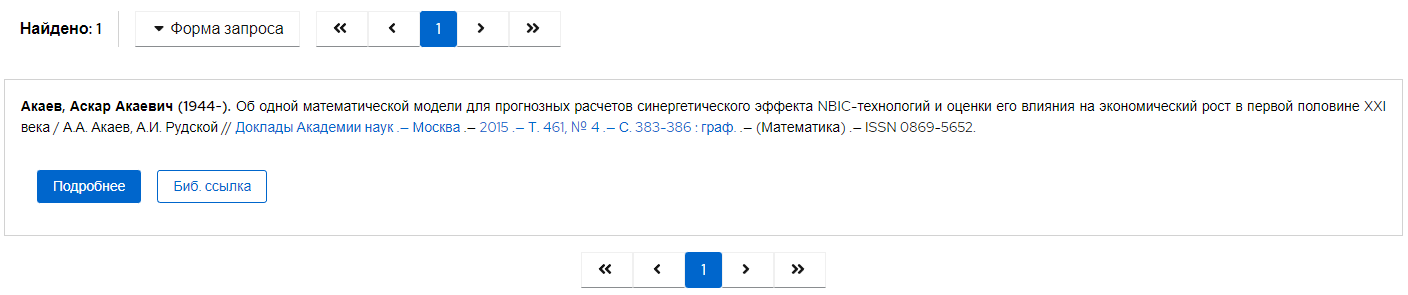 Найдено: 1 Форма запроса 1
Акаев, Аскар Акаевич (1944-). Об одной математической модели для прогнозных расчетов синергетического эффекта NBIC-технологий и оценки его влияния на экономический рост в первой половине XXI
века / А.А. Акаев, А.И. Рудской // Доклады Академии наук .— Москва .— 2015 .— Т. 461, № 4 .— С. 383-386 : граф. .— (Математика) .— ISSN 0869-5652.
Подробнее Биб. ссылка
1